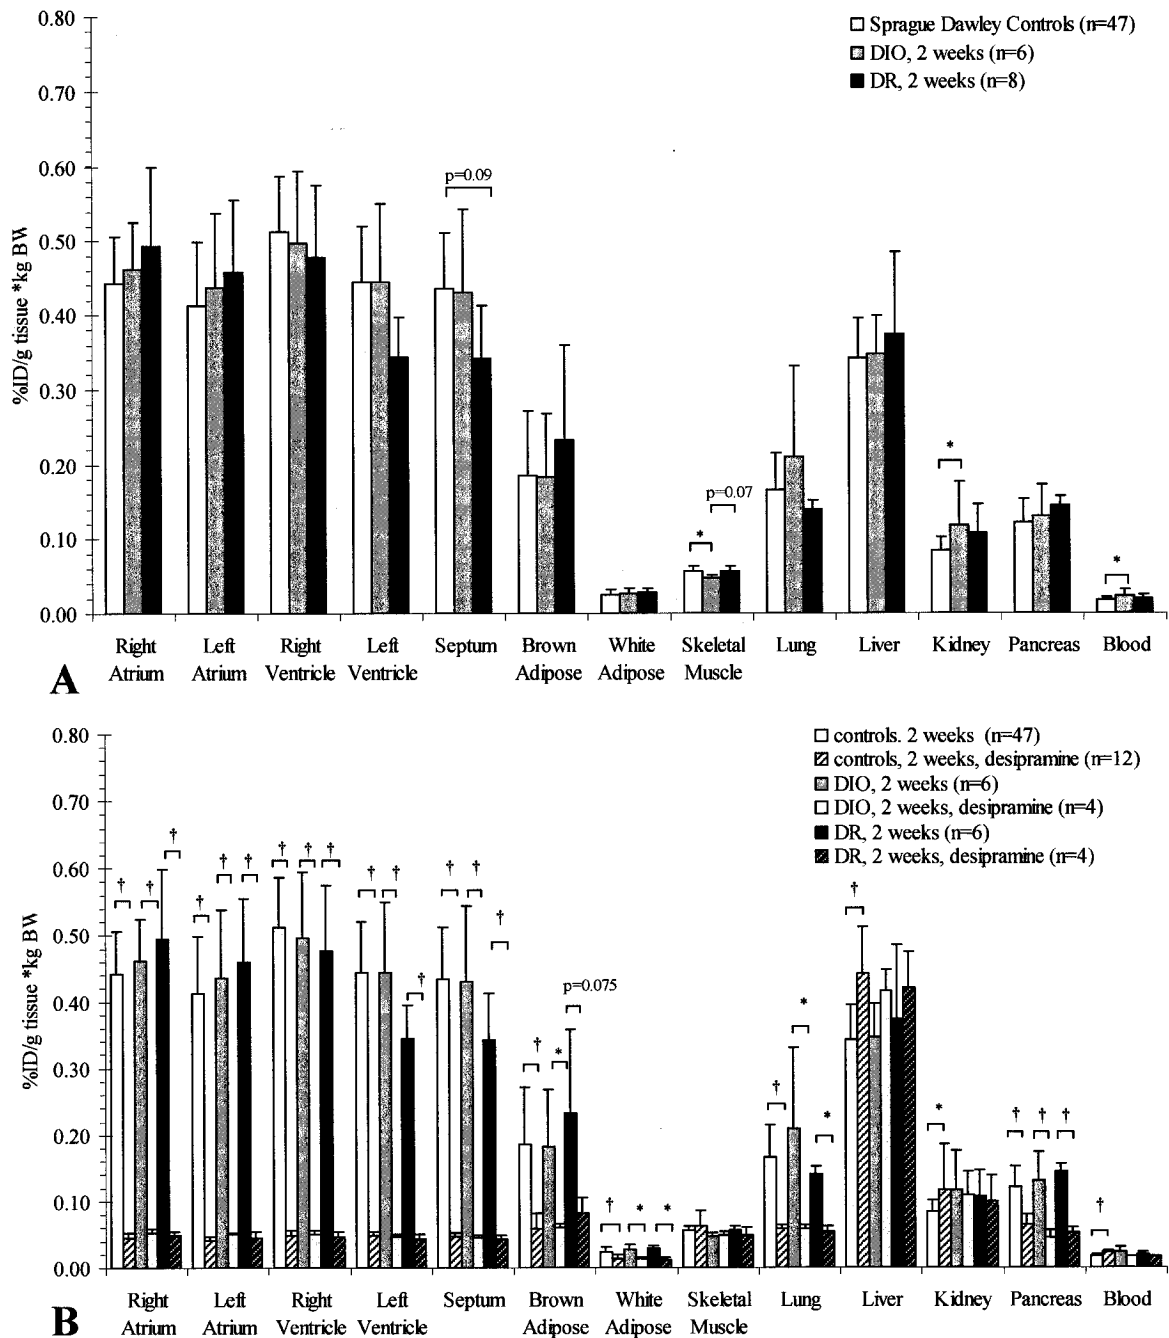 0.80
0.70
0.60
0.50
0.40
0.30
0.20
0.10
0.00
%ID/g tissue *kg BW
Sprague Dawley Controls (n=47)
DIO, 2 weeks (n=6)
DR, 2 weeks (n=8)
p=0.09
*
p=0.07
*
*
Right Atrium
Left Atrium
Right Ventricle
Left Ventricle
Septum
Brown Adipose
White Adipose
Skeletal Muscle
Lung
Liver
Kidney
Pancreas
Blood
A
0.80
0.70
0.60
0.50
0.40
0.30
0.20
0.10
0.00
%ID/g tissue *kg BW
controls. 2 weeks (n=47)
controls, 2 weeks, desipramine (n=12)
DIO, 2 weeks (n=6)
DIO, 2 weeks, desipramine (n=4)
DR, 2 weeks (n=6)
DR, 2 weeks, desipramine (n=4)
† † †
† † †
† † †
† † †
† † †
† * p=0.075
† * *
† * *
†
*
† † †
†
Right Atrium
Left Atrium
Right Ventricle
Left Ventricle
Septum
Brown Adipose
White Adipose
Skeletal Muscle
Lung
Liver
Kidney
Pancreas
Blood
B